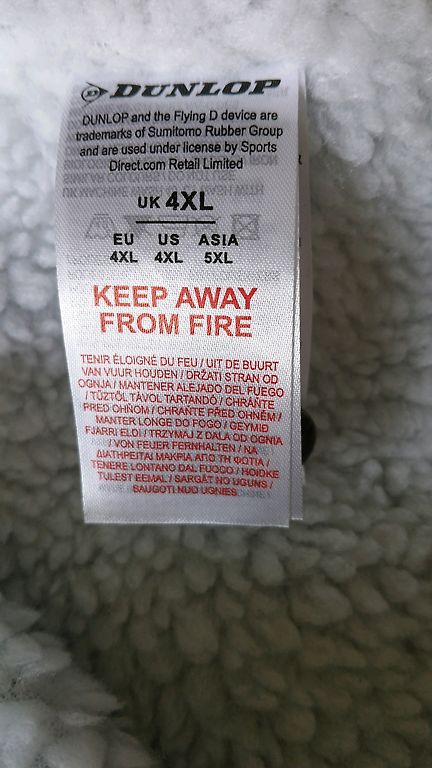 DUNLOP
DUNLOP and the Flying D device are
trademarks of Sumitomo Rubber Group
and are used under license by Sports
Direct.com Retail Limited
UK 4XL
EU US ASIA
4XL 4XL 5XL
KEEP AWAY
FROM FIRE
TENIR ÉLOIGNÉ DU FEU / UIT DE BUURT
VAN VUUR HOUDEN / DRŽATI STRAN OD
OGNJA / MANTENER ALEJADO DEL FUEGO
/ TŰZTŐL TÁVOL TARTANDÓ / CHRÁŇTE
PRED OHŇOM / CHRAŇTE PŘED OHNĚM /
MANTER LONGE DO FOGO / GEYMID
FJARRI ELDI / TRZYMAJ Z DALA OD OGNIA
/ VON FEUER FERNHALTEN / ΝΑ
ΔΙΑΤΗΡΕΙΤΑΙ ΜΑΚΡΙΑ ΑΠΟ ΤΗ ΦΩΤΙΑ /
TENERE LONTANO DAL FUOCO / HOIDKE
TULEST EEMAL / SARGĀT NO UGUNS /
SAUGOTI NUO UGNIES